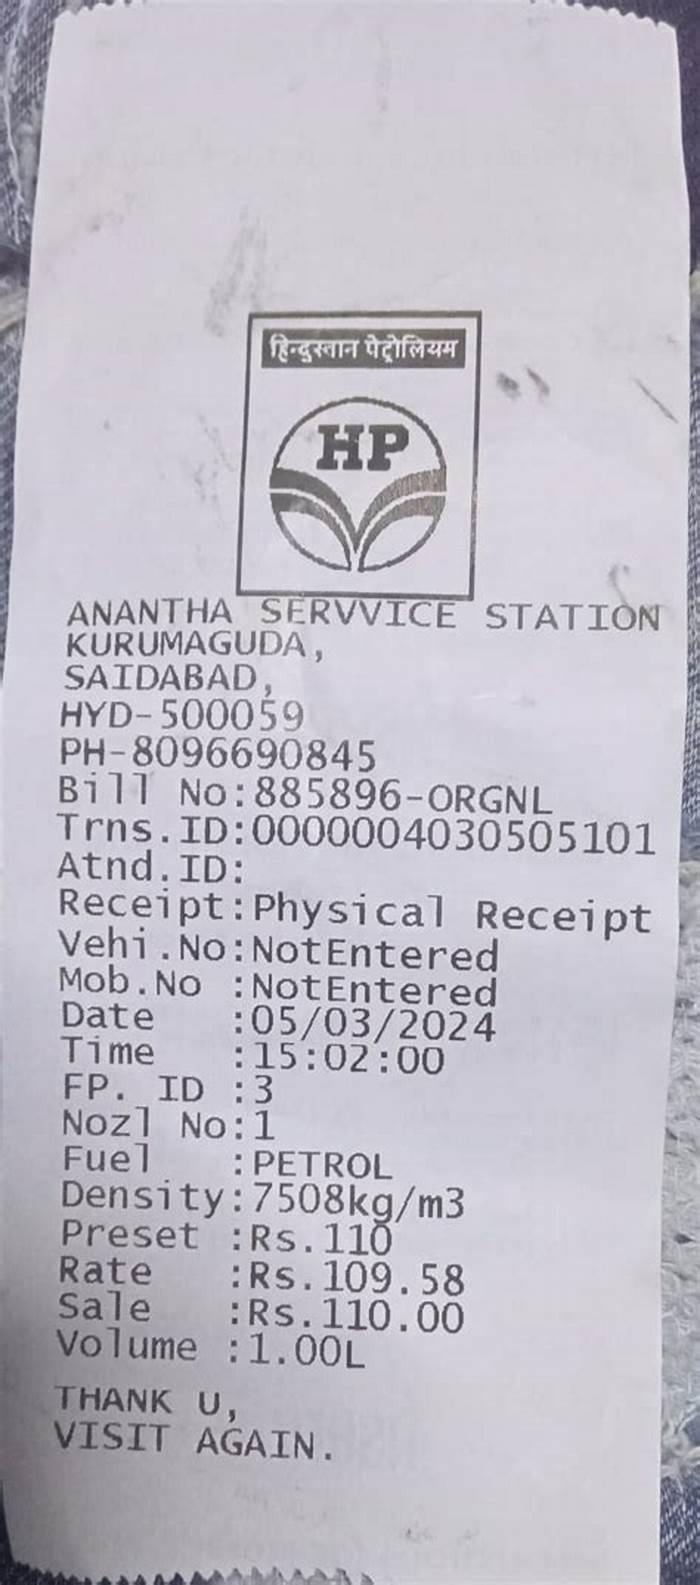 हिन्दुस्तान पेट्रोलियम
HP
ANANTHA SERVVICE STATION
KURUMAGUDA,
SAIDABAD,
HYD-500059
PH-8096690845
Bill No:885896-ORGNL
Trns.ID:0000004030505101
Atnd.ID:
Receipt:Physical Receipt
Vehi.No:NotEntered
Mob.No :NotEntered
Date :05/03/2024
Time :15:02:00
FP. ID :3
Nozl No:1
Fuel :PETROL
Density:7508kg/m3
Preset :Rs.110
Rate :Rs.109.58
Sale :Rs.110.00
Volume :1.00L
THANK U,
VISIT AGAIN.